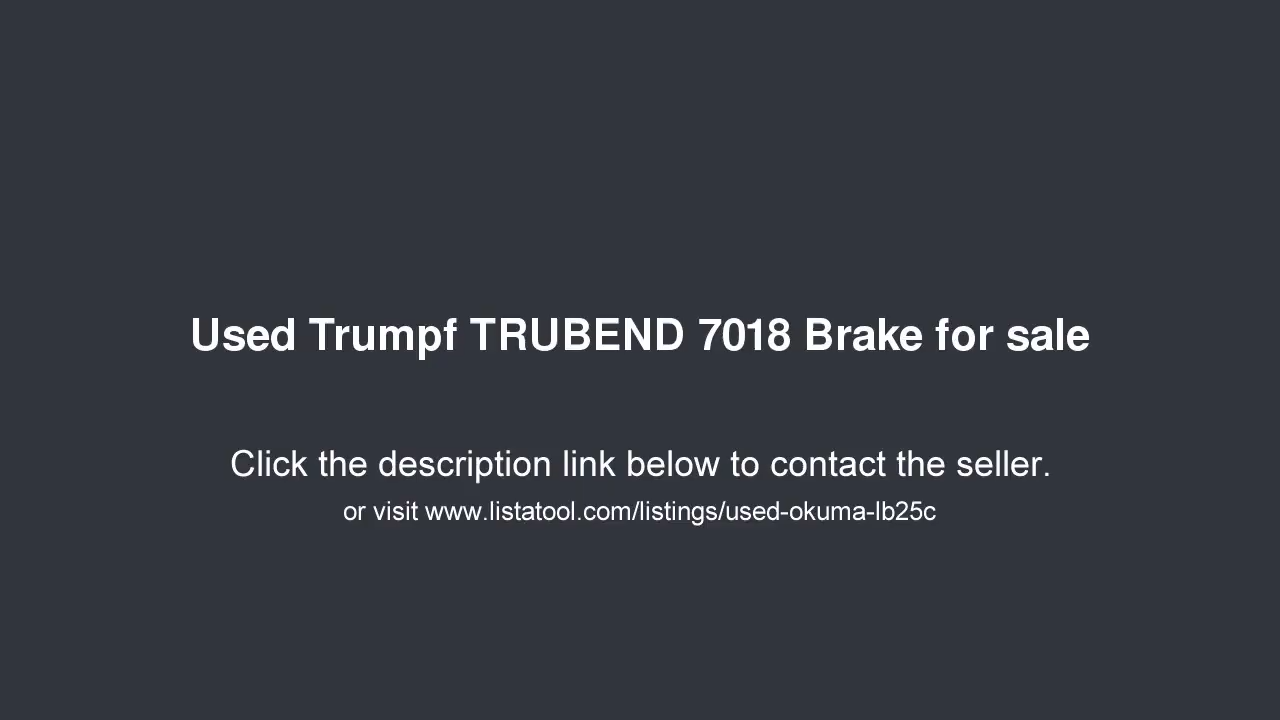 Used Trumpf TRUBEND 7018 Brake for sale
Click the description link below to contact the seller.
or visit www.listatool.com/listings/used-okuma-lb25c